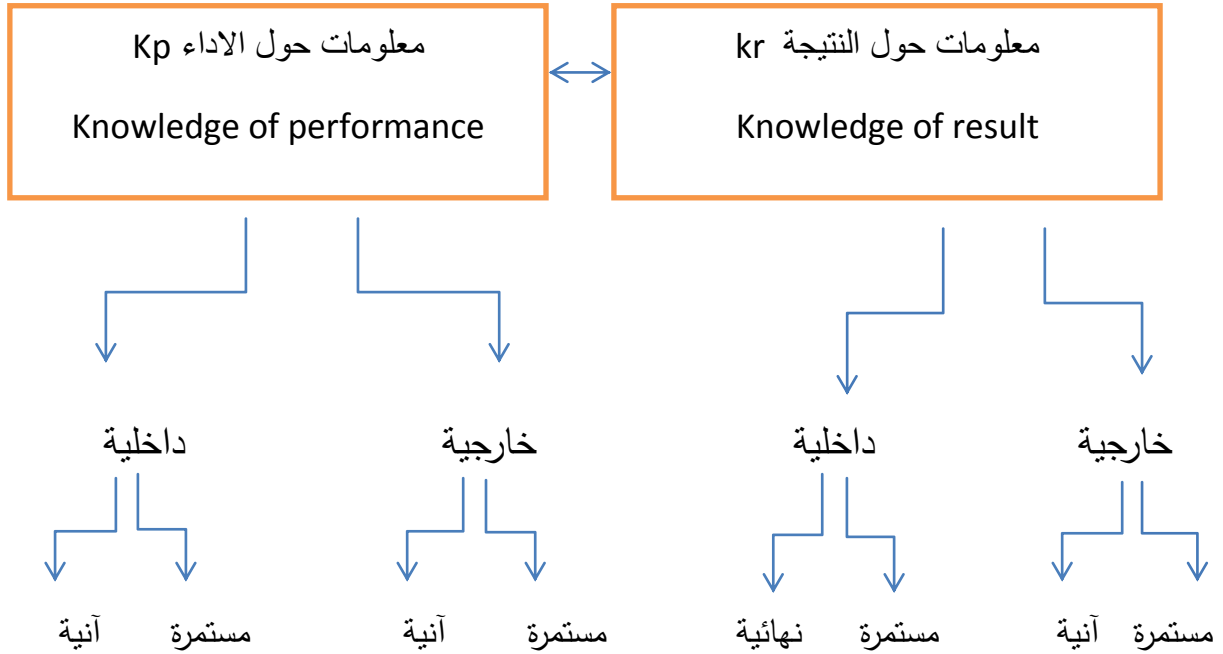 معلومات حول النتيجة kr
Knowledge of result
معلومات حول الاداء Kp
Knowledge of performance
خارجية
داخلية
خارجية
داخلية
مستمرة
آنية
مستمرة
نهائية
مستمرة
آنية
مستمرة
آنية